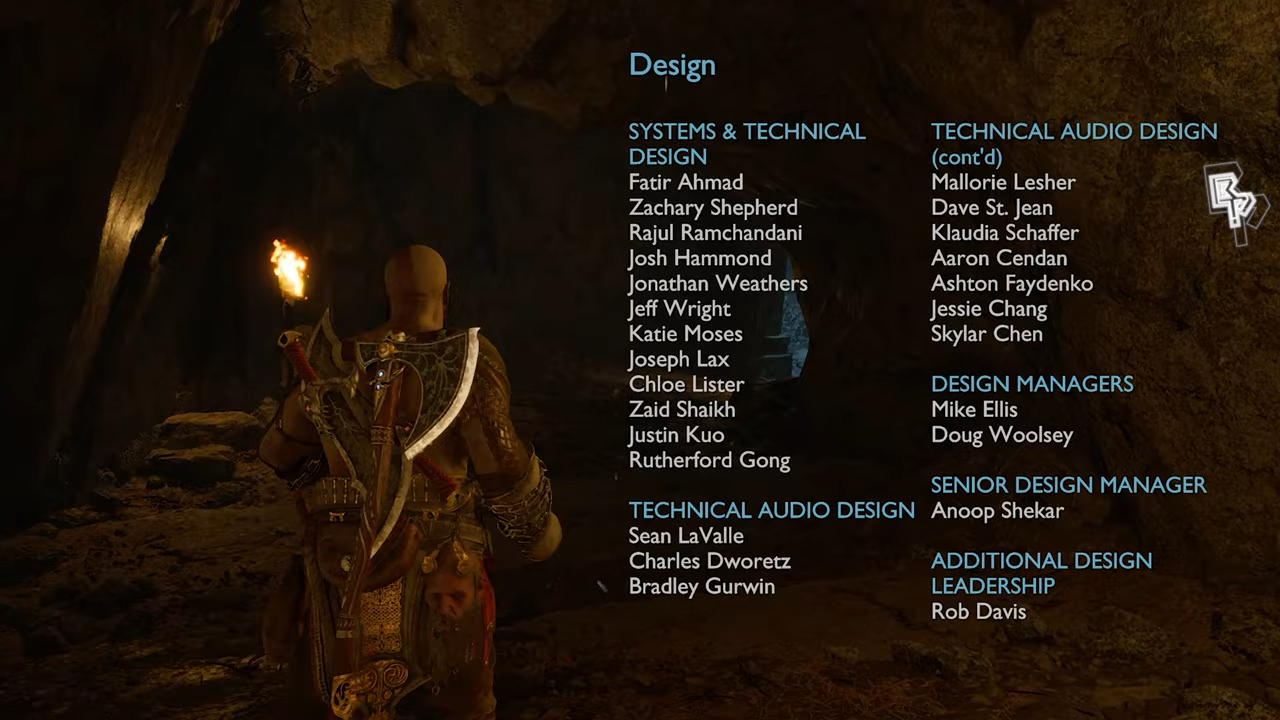 Design
SYSTEMS & TECHNICAL
DESIGN
Fatir Ahmad
Zachary Shepherd
Rajul Ramchandani
Josh Hammond
Jonathan Weathers
Jeff Wright
Katie Moses
Joseph Lax
Chloe Lister
Zaid Shaikh
Justin Kuo
Rutherford Gong
TECHNICAL AUDIO DESIGN
Sean LaValle
Charles Dworetz
Bradley Gurwin
TECHNICAL AUDIO DESIGN
(cont'd)
Mallorie Lesher
Dave St. Jean
Klaudia Schaffer
Aaron Cendan
Ashton Faydenko
Jessie Chang
Skylar Chen
DESIGN MANAGERS
Mike Ellis
Doug Woolsey
SENIOR DESIGN MANAGER
Anoop Shekar
ADDITIONAL DESIGN
LEADERSHIP
Rob Davis